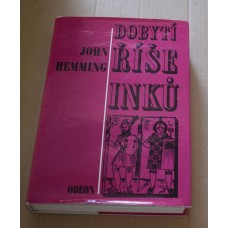 DOBYTÍ
JOHN
HEMMING
ŘÍŠE
INKŮ
ODEON